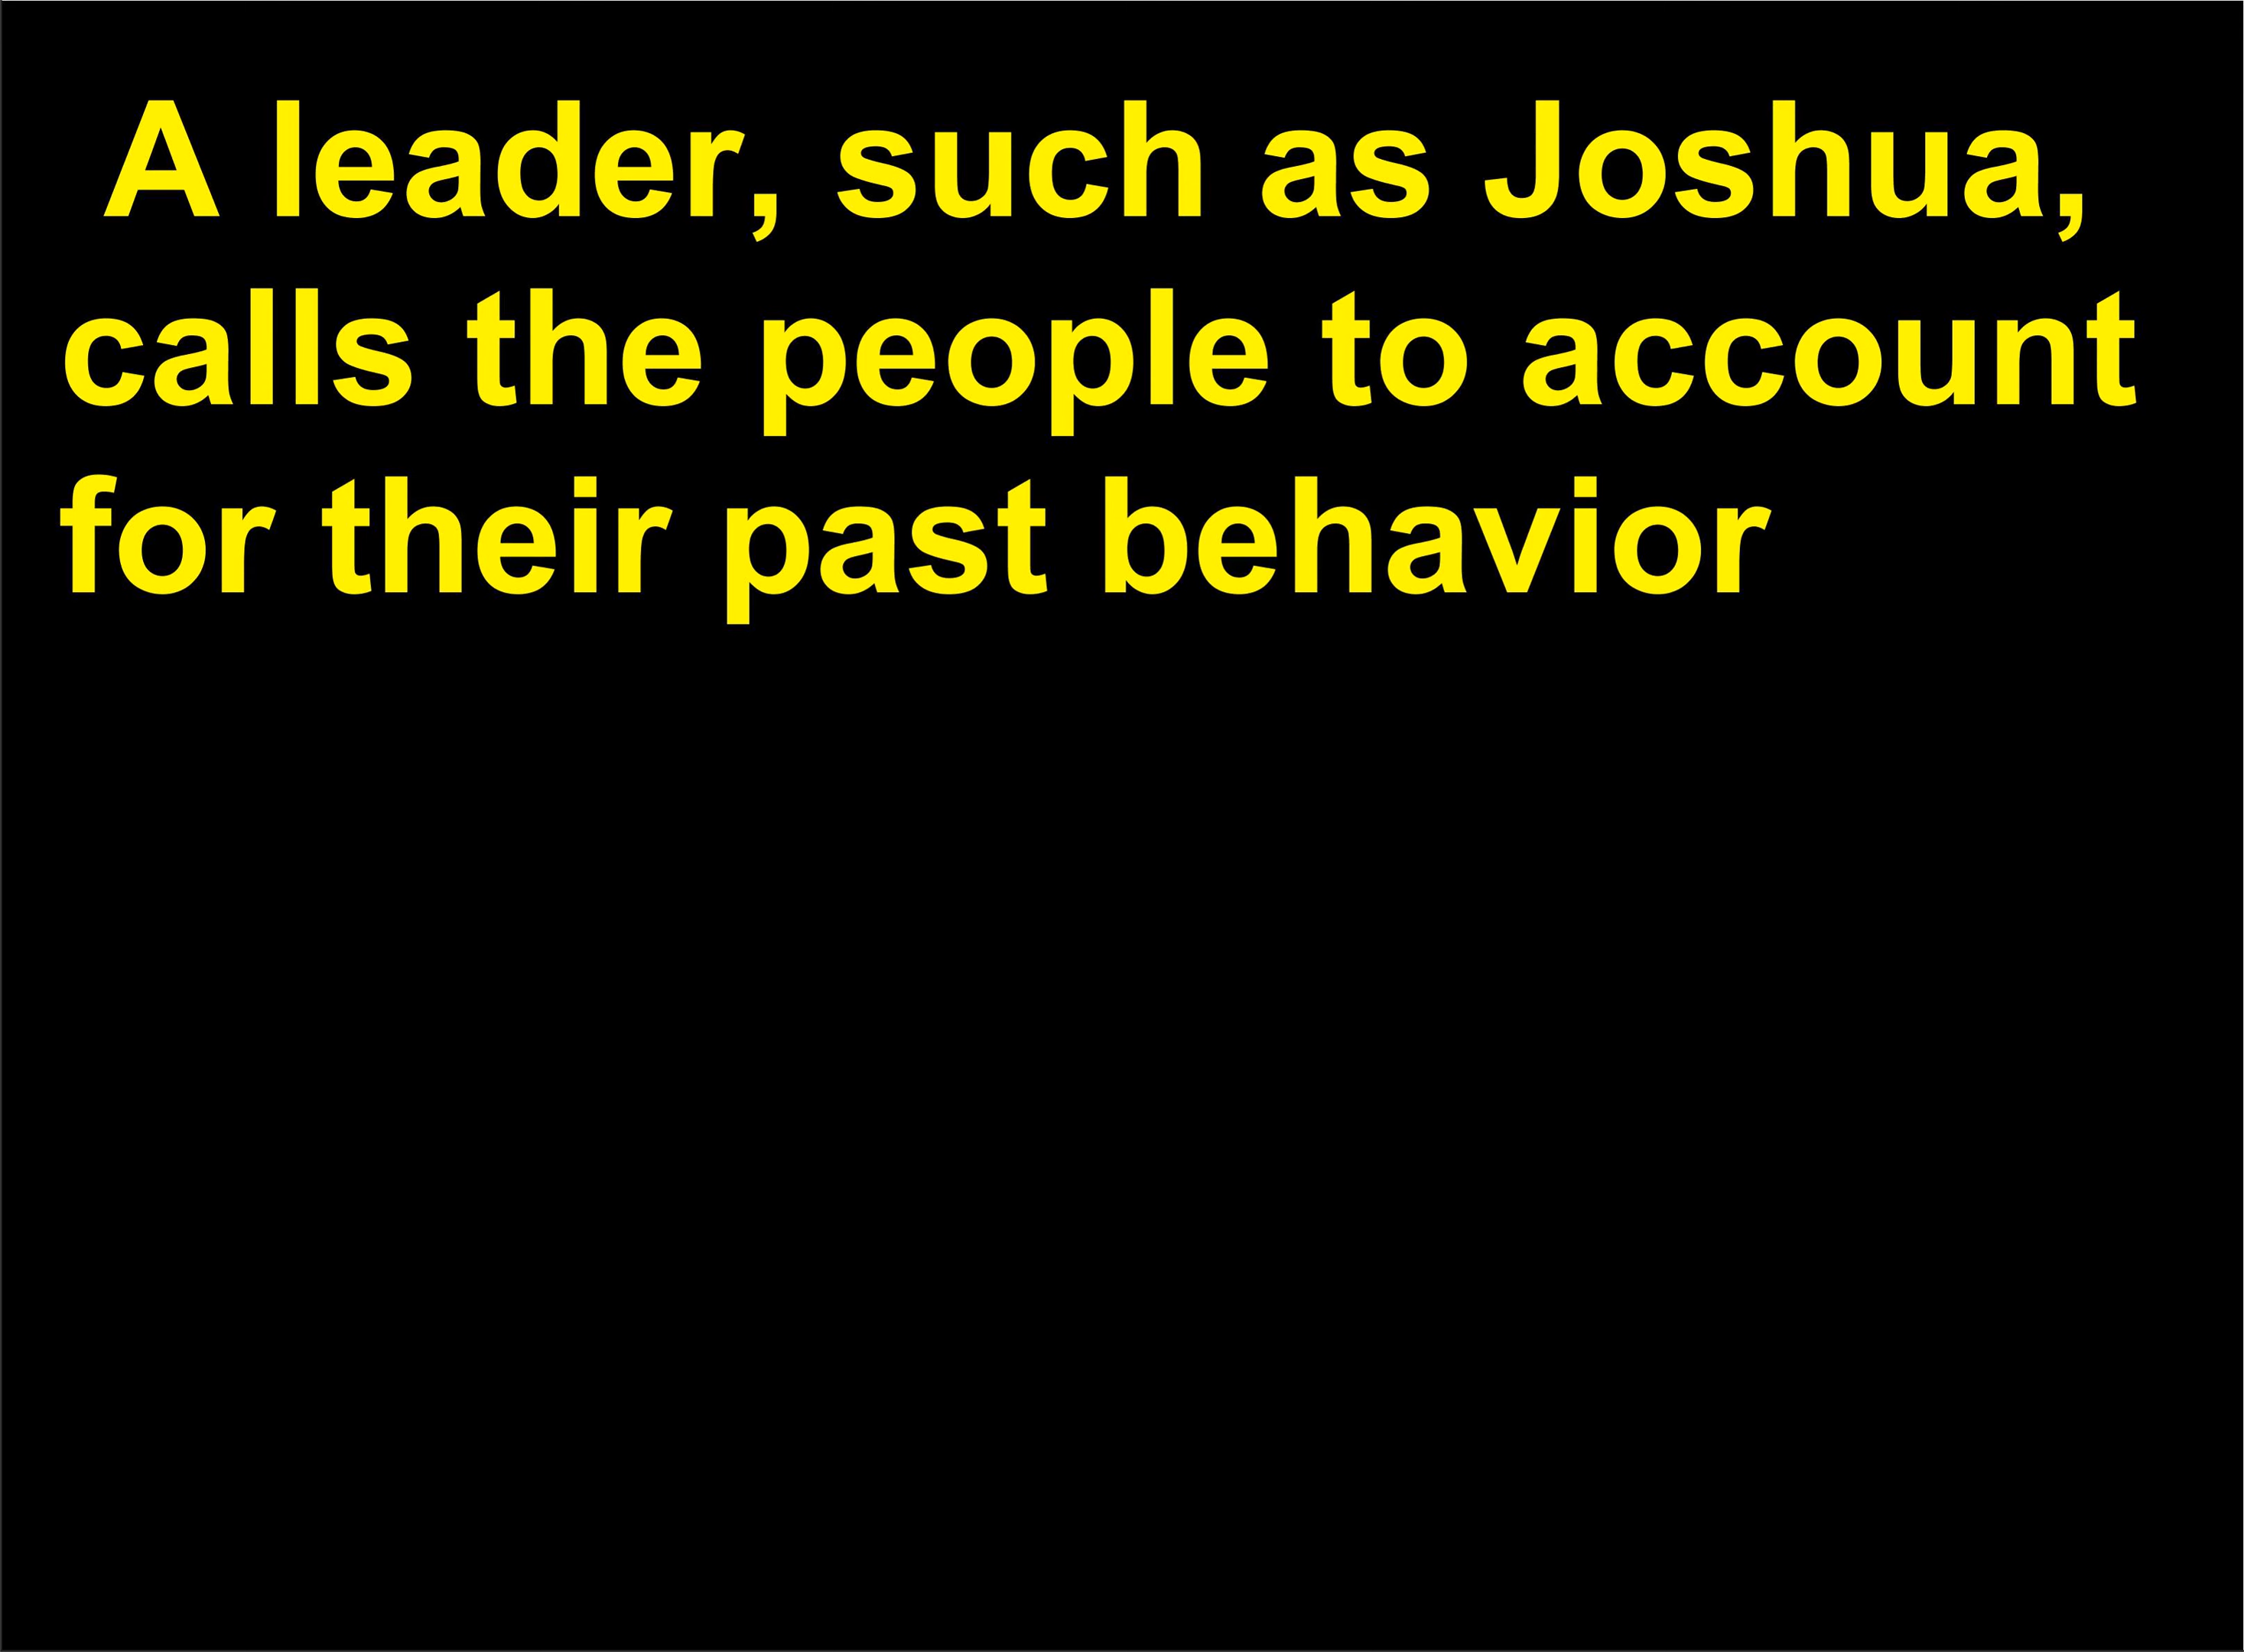 A leader, such as Joshua,
calls the people to account
for their past behavior